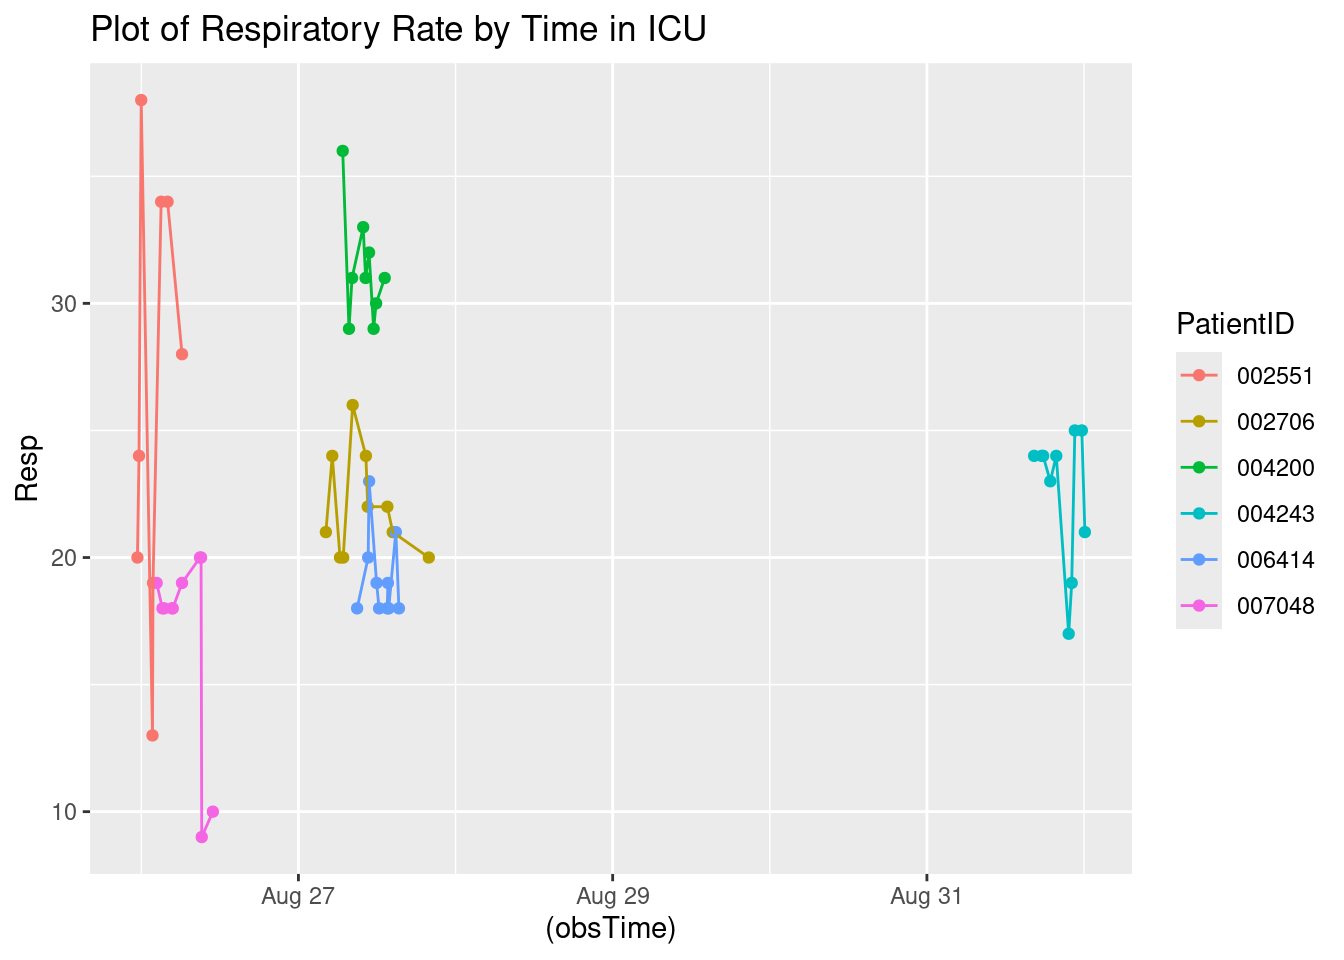 Plot of Respiratory Rate by Time in ICU
Resp
30
20
10
Aug 27
Aug 29
Aug 31
(obsTime)
PatientID
002551
002706
004200
004243
006414
007048